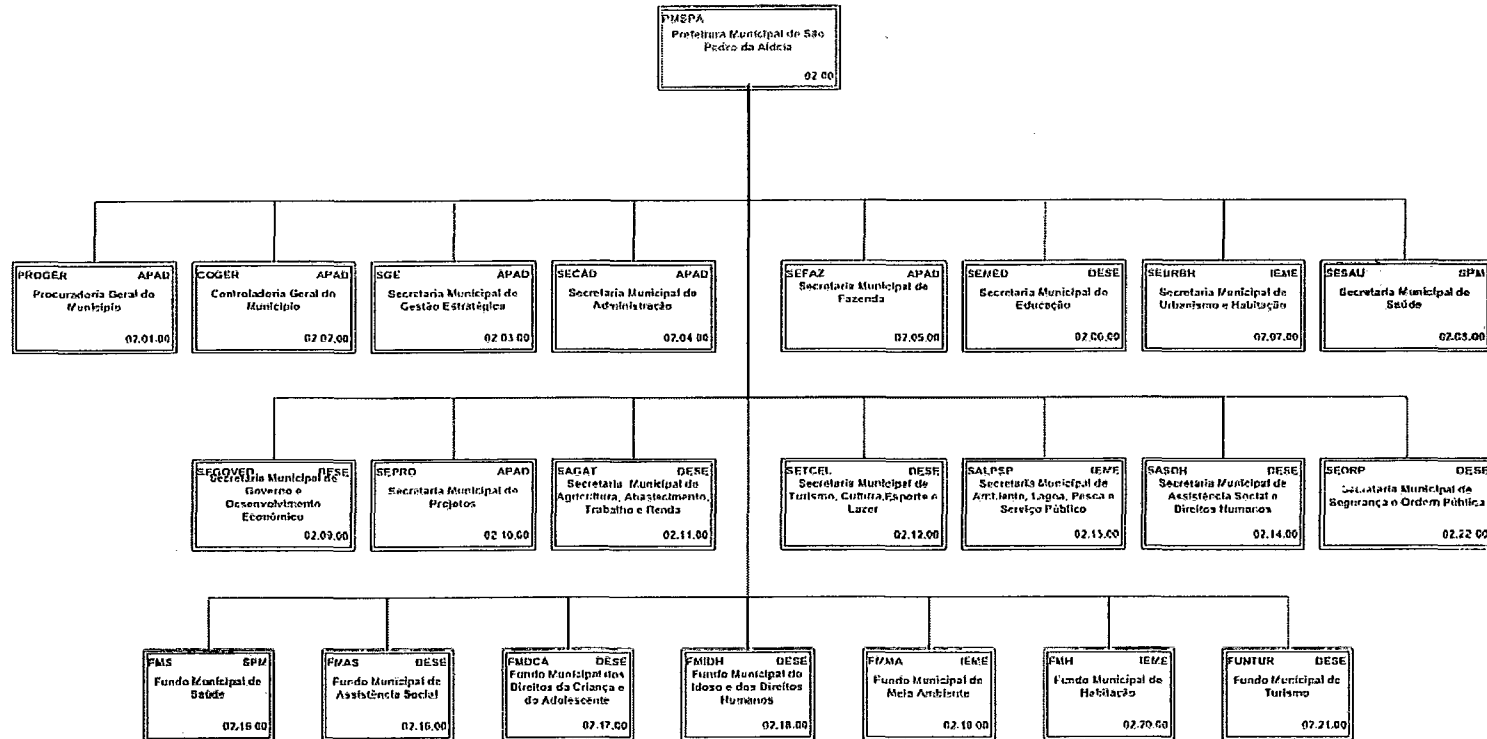 PMSPA
Prefeitura Municipal de São
Pedro da Aldeia
02.00
PROGER APAD
Procuradoria Geral do
Município
02.01.00
COGER APAD
Controladoria Geral do
Município
02.02.00
SGE APAD
Secretaria Municipal de
Gestão Estratégica
02.03.00
SECAD APAD
Secretaria Municipal de
Administração
02.04.00
SEFAZ APAD
Secretaria Municipal de
Fazenda
02.05.00
SEMED DESE
Secretaria Municipal de
Educação
02.06.00
SEURBH IEME
Secretaria Municipal de
Urbanismo e Habitação
02.07.00
SESAU SPM
Secretaria Municipal de
Saúde
02.08.00
SEGOVED DESE
Secretaria Municipal de
Governo e
Desenvolvimento
Econômico
02.09.00
SEPRO APAD
Secretaria Municipal de
Projetos
02.10.00
SAGAT DESE
Secretaria Municipal de
Agricultura, Abastecimento,
Trabalho e Renda
02.11.00
SETCEL DESE
Secretaria Municipal de
Turismo, Cultura,Esporte e
Lazer
02.12.00
SALPSP IEME
Secretaria Municipal de
Ambiente, Lagoa, Pesca e
Serviço Público
SASDH DESE
Secretaria Municipal de
Assistência Social e
Direitos Humanos
02.14.00
SEORP DESE
Secretaria Municipal de
Segurança e Ordem Pública
02.22.00
FMS SPM
Fundo Municipal de
Saúde
FMAS DESE
Fundo Municipal de
Assistência Social
02.16.00
FMDCA DESE
Fundo Municipal dos
Direitos da Criança e
do Adolescente
02.17.00
FMIDH DESE
Fundo Municipal do
Idoso e dos Direitos
Humanos
02.18.00
FMMA IEME
Fundo Municipal de
Meio Ambiente
02.19.00
FMH IEME
Fundo Municipal de
Habitação
02.20.00
FUNTUR DESE
Fundo Municipal de
Turismo
02.21.00